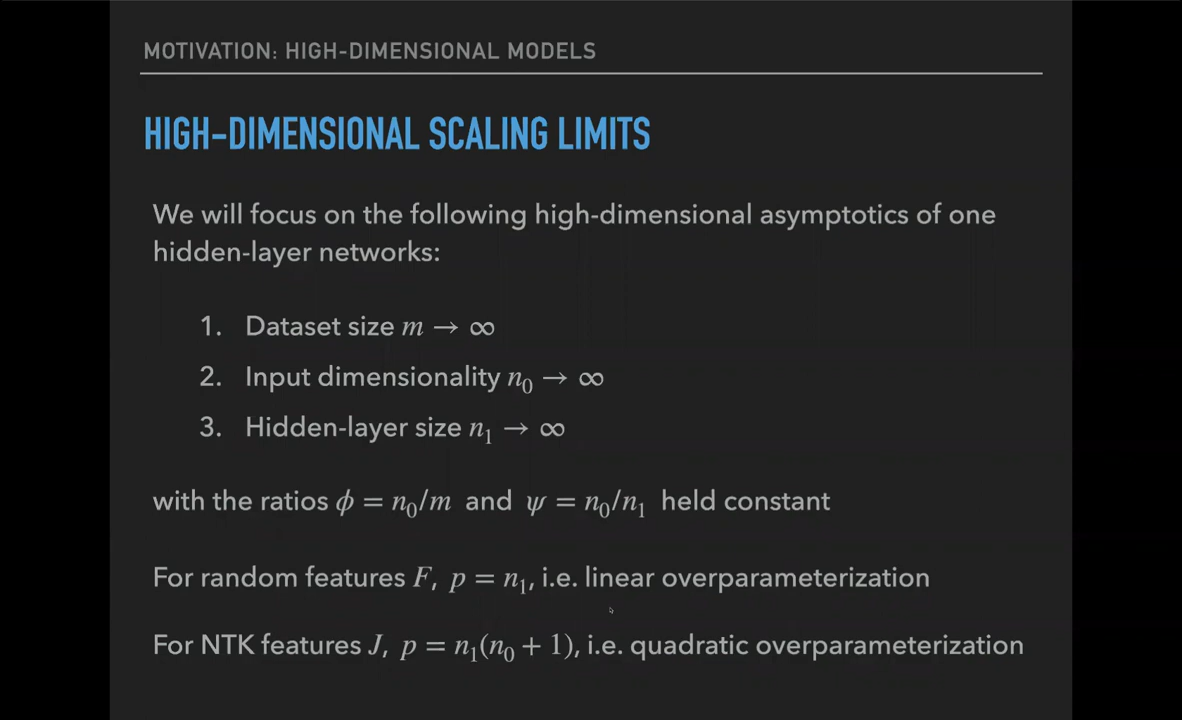 MOTIVATION: HIGH-DIMENSIONAL MODELS
HIGH-DIMENSIONAL SCALING LIMITS
We will focus on the following high-dimensional asymptotics of one
hidden-layer networks:
1. Dataset size m → ∞
2. Input dimensionality n₀ → ∞
3. Hidden-layer size n₁ → ∞
with the ratios ϕ = n₀/m and ψ = n₀/n₁ held constant
For random features F, p = n₁, i.e. linear overparameterization
For NTK features J, p = n₁(n₀ + 1), i.e. quadratic overparameterization